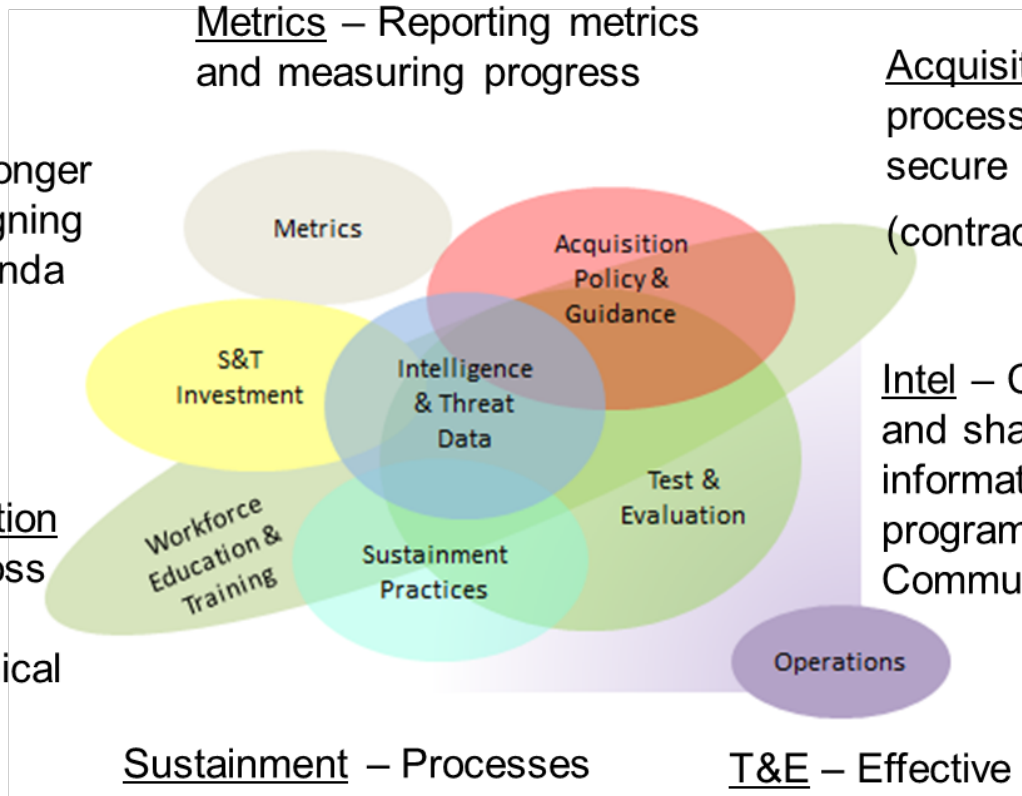 Metrics – Reporting metrics
and measuring progress
Acquisit
process
secure
(contrac
onger
gning
nda
Metrics
Acquisition
Policy &
Guidance
S&T
Investment
Intelligence
& Threat
Data
Intel – C
and sha
informat
program
Commu
Test &
Evaluation
tion
oss
ical
Workforce
Education &
Training
Sustainment
Practices
Operations
Sustainment – Processes
T&E – Effective